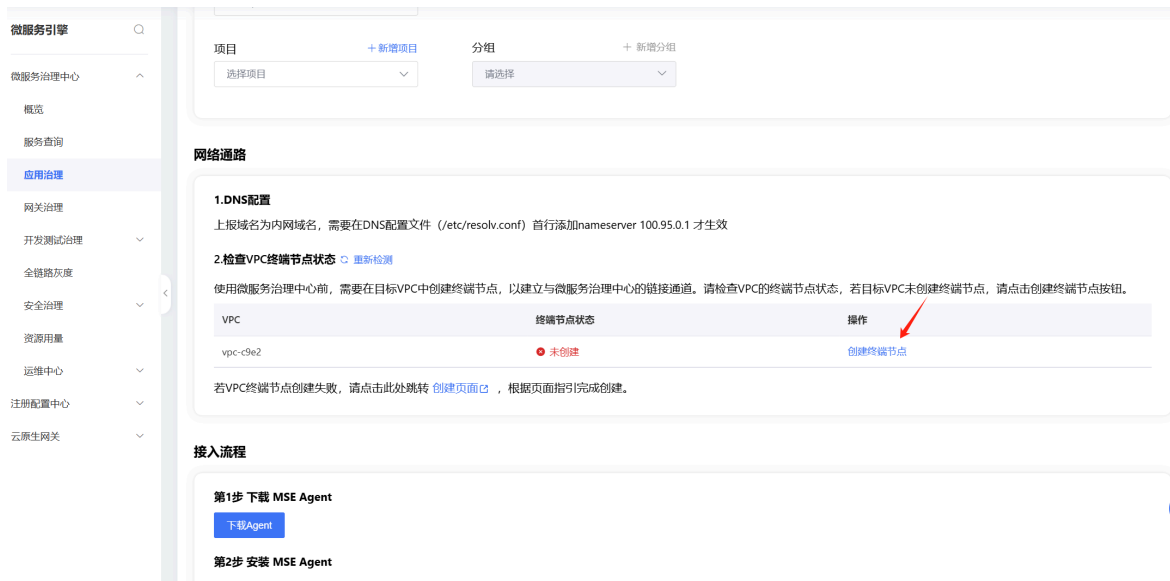 微服务引擎
微服务治理中心
概览
服务查询
应用治理
网关治理
开发测试治理
全链路灰度
安全治理
资源用量
运维中心
注册配置中心
云原生网关
项目 ＋新增项目 分组 ＋ 新增分组
选择项目 请选择
网络通路
1.DNS配置
上报域名为内网域名，需要在DNS配置文件（/etc/resolv.conf）首行添加nameserver 100.95.0.1 才生效
2.检查VPC终端节点状态 重新检测
使用微服务治理中心前，需要在目标VPC中创建终端节点，以建立与微服务治理中心的链接通道。请检查VPC的终端节点状态，若目标VPC未创建终端节点，请点击创建终端节点按钮。
VPC 终端节点状态 操作
vpc-c9e2 未创建 创建终端节点
若VPC终端节点创建失败，请点击此处跳转 创建页面 ，根据页面指引完成创建。
接入流程
第1步 下载 MSE Agent
下载Agent
第2步 安装 MSE Agent